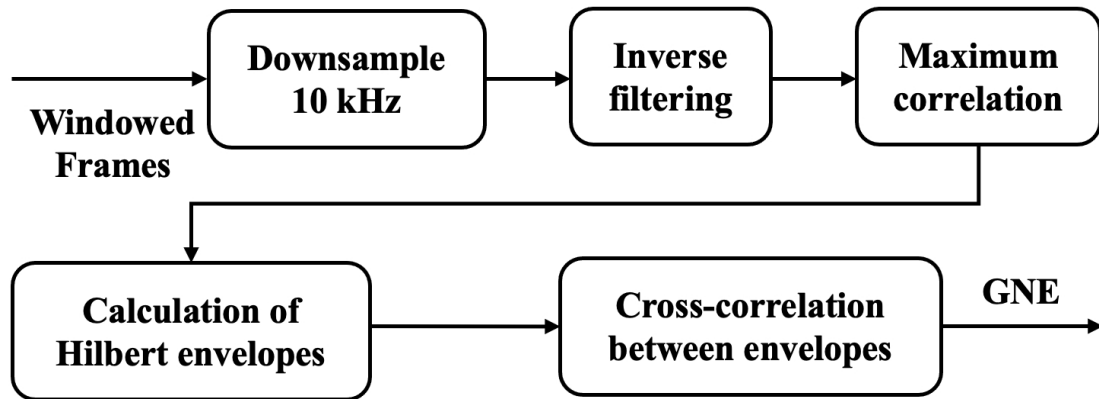 Downsample
10 kHz
Inverse
filtering
Maximum
correlation
Windowed
Frames
Calculation of
Hilbert envelopes
Cross-correlation
between envelopes
GNE